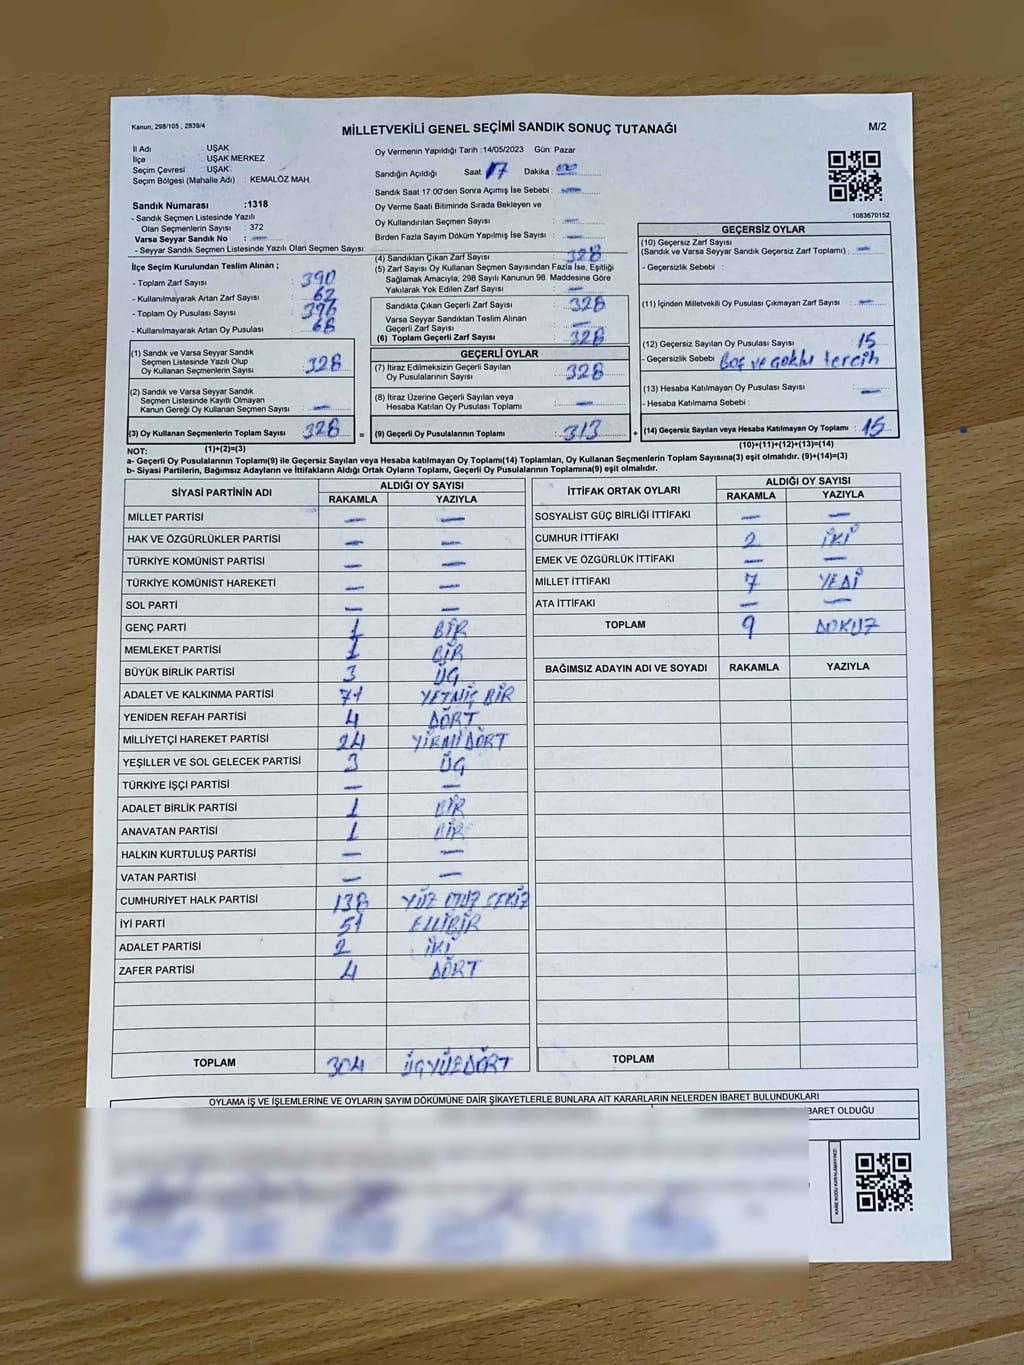 Kanun; 298/105 , 2839/4
MİLLETVEKİLİ GENEL SEÇİMİ SANDIK SONUÇ TUTANAĞI
M/2
İl Adı : UŞAK
İlçe : UŞAK MERKEZ
Seçim Çevresi : UŞAK
Seçim Bölgesi (Mahalle Adı) : KEMALÖZ MAH.
Sandık Numarası :1318
- Sandık Seçmen Listesinde Yazılı
Olan Seçmenlerin Sayısı : 372
Varsa Seyyar Sandık No : —
- Seyyar Sandık Seçmen Listesinde Yazılı Olan Seçmen Sayısı:
Oy Vermenin Yapıldığı Tarih :14/05/2023 Gün: Pazar
Sandığın Açıldığı Saat 17 Dakika : 00
Sandık Saat 17:00'den Sonra Açımış İse Sebebi : —
Oy Verme Saati Bitiminde Sırada Bekleyen ve
Oy Kullandırılan Seçmen Sayısı : —
Birden Fazla Sayım Döküm Yapılmış İse Sayısı : —
1083670152
İlçe Seçim Kurulundan Teslim Alınan ;
- Toplam Zarf Sayısı : 390
- Kullanılmayarak Artan Zarf Sayısı : 62
- Toplam Oy Pusulası : 396
- Kullanılmayarak Artan Oy Pusulası : 68
(4) Sandıktan Çıkan Zarf Sayısı : 328
(5) Zarf Sayısı Oy Kullanan Seçmen Sayısından Fazla İse, Eşitliği
Sağlamak Amacıyla; 298 Sayılı Kanunun 98. Maddesine Göre
Yakılarak Yok Edilen Zarf Sayısı : —
Sandıkta Çıkan Geçerli Zarf Sayısı : 328
Varsa Seyyar Sandıktan Teslim Alınan
Geçerli Zarf Sayısı : —
(6) Toplam Geçerli Zarf Sayısı : 328
GEÇERSİZ OYLAR
(10) Geçersiz Zarf Sayısı
(Sandık ve Varsa Seyyar Sandık Geçersiz Zarf Toplamı) : —
- Geçersizlik Sebebi :
(11) İçinden Milletvekili Oy Pusulası Çıkmayan Zarf Sayısı : —
(12) Geçersiz Sayılan Oy Pusulası Sayısı : 15
- Geçersizlik Sebebi : Boş ve çoklu tercih
(13) Hesaba Katılmayan Oy Pusulası Sayısı : —
- Hesaba Katılmama Sebebi :
(14) Geçersiz Sayılan veya Hesaba Katılmayan Oy Toplamı : 15
(10)+(11)+(12)+(13)=(14)
(1) Sandık ve Varsa Seyyar Sandık
Seçmen Listesinde Yazılı Olup
Oy Kullanan Seçmenlerin Sayısı : 328
(2) Sandık ve Varsa Seyyar Sandık
Seçmen Listesinde Kayıtlı Olmayan
Kanun Gereği Oy Kullanan Seçmen Sayısı : —
(3) Oy Kullanan Seçmenlerin Toplam Sayısı : 328 =
(1)+(2)=(3)
GEÇERLİ OYLAR
(7) İtiraz Edilmeksizin Geçerli Sayılan
Oy Pusulalarının Sayısı : 328
(8) İtiraz Üzerine Geçerli Sayılan veya
Hesaba Katılan Oy Pusulası Toplamı : —
(9) Geçerli Oy Pusulalarının Toplamı : 313 +
NOT:
a- Geçerli Oy Pusulalarının Toplamı(9) ile Geçersiz Sayılan veya Hesaba katılmayan Oy Toplamı(14) Toplamları, Oy Kullanan Seçmenlerin Toplam Sayısına(3) eşit olmalıdır. (9)+(14)=(3)
b- Siyasi Partilerin, Bağımsız Adayların ve İttifakların Aldığı Ortak Oyların Toplamı, Geçerli Oy Pusulalarının Toplamına(9) eşit olmalıdır.
SİYASİ PARTİNİN ADI ALDIĞI OY SAYISI
RAKAMLA YAZIYLA
MİLLET PARTİSİ — —
HAK VE ÖZGÜRLÜKLER PARTİSİ — —
TÜRKİYE KOMÜNİST PARTİSİ — —
TÜRKİYE KOMÜNİST HAREKETİ — —
SOL PARTİ — —
GENÇ PARTİ 1 BİR
MEMLEKET PARTİSİ 1 BİR
BÜYÜK BİRLİK PARTİSİ 3 ÜÇ
ADALET VE KALKINMA PARTİSİ 71 YETMİŞ BİR
YENİDEN REFAH PARTİSİ 4 DÖRT
MİLLİYETÇİ HAREKET PARTİSİ 24 YİRMİ DÖRT
YEŞİLLER VE SOL GELECEK PARTİSİ 3 ÜÇ
TÜRKİYE İŞÇİ PARTİSİ — —
ADALET BİRLİK PARTİSİ 1 BİR
ANAVATAN PARTİSİ 1 BİR
HALKIN KURTULUŞ PARTİSİ — —
VATAN PARTİSİ — —
CUMHURİYET HALK PARTİSİ 138 YÜZ OTUZ SEKİZ
İYİ PARTİ 51 ELLİBİR
ADALET PARTİSİ 2 İKİ
ZAFER PARTİSİ 4 DÖRT
TOPLAM 304 ÜÇYÜZDÖRT
İTTİFAK ORTAK OYLARI ALDIĞI OY SAYISI
RAKAMLA YAZIYLA
SOSYALİST GÜÇ BİRLİĞİ İTTİFAKI — —
CUMHUR İTTİFAKI 2 İKİ
EMEK VE ÖZGÜRLÜK İTTİFAKI — —
MİLLET İTTİFAKI 7 YEDİ
ATA İTTİFAKI — —
TOPLAM 9 DOKUZ
BAĞIMSIZ ADAYIN ADI VE SOYADI RAKAMLA YAZIYLA
TOPLAM
OYLAMA İŞ VE İŞLEMLERİNE VE OYLARIN SAYIM DÖKÜMÜNE DAİR ŞİKAYETLERLE BUNLARA AİT KARARLARIN NELERDEN İBARET BULUNDUKLARI
BARET OLDUĞU
KARE KODU KARALAMAYINIZ!